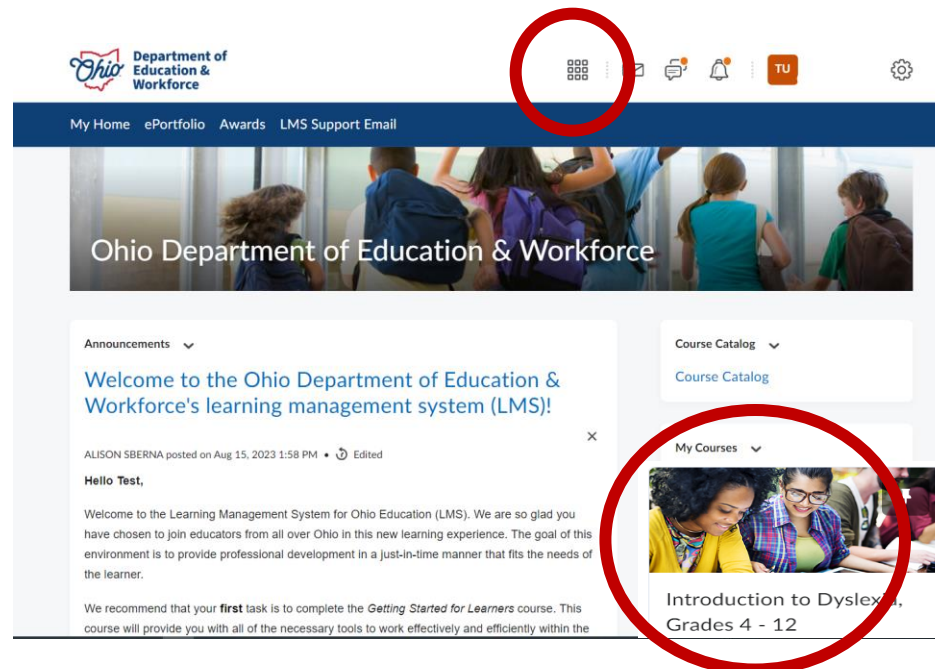 Ohio
Department of
Education &
Workforce
TU
My Home ePortfolio Awards LMS Support Email
Ohio Department of Education & Workforce
Announcements
Welcome to the Ohio Department of Education &
Workforce's learning management system (LMS)!
ALISON SBERNA posted on Aug 15, 2023 1:58 PM • Edited
Hello Test,
Welcome to the Learning Management System for Ohio Education (LMS). We are so glad you
have chosen to join educators from all over Ohio in this new learning experience. The goal of this
environment is to provide professional development in a just-in-time manner that fits the needs of
the learner.
We recommend that your first task is to complete the Getting Started for Learners course. This
course will provide you with all of the necessary tools to work effectively and efficiently within the
Course Catalog
Course Catalog
My Courses
Introduction to Dyslexia,
Grades 4 - 12